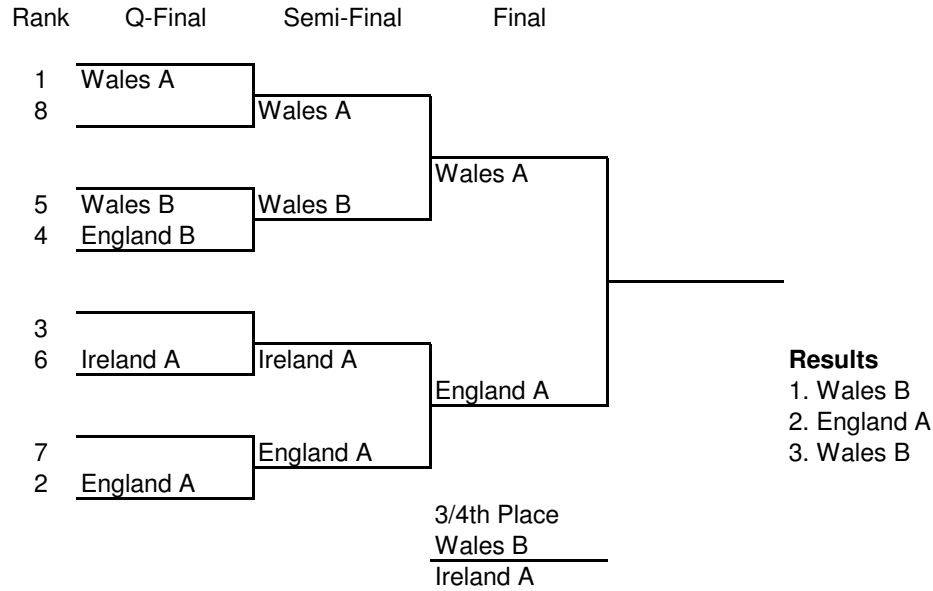 Rank Q-Final Semi-Final Final
1 Wales A
8 Wales A
Wales A
5 Wales B Wales B
4 England B
3
6 Ireland A Ireland A
Results
England A
1. Wales B
2. England A
7 England A
3. Wales B
2 England A
3/4th Place
Wales B
Ireland A